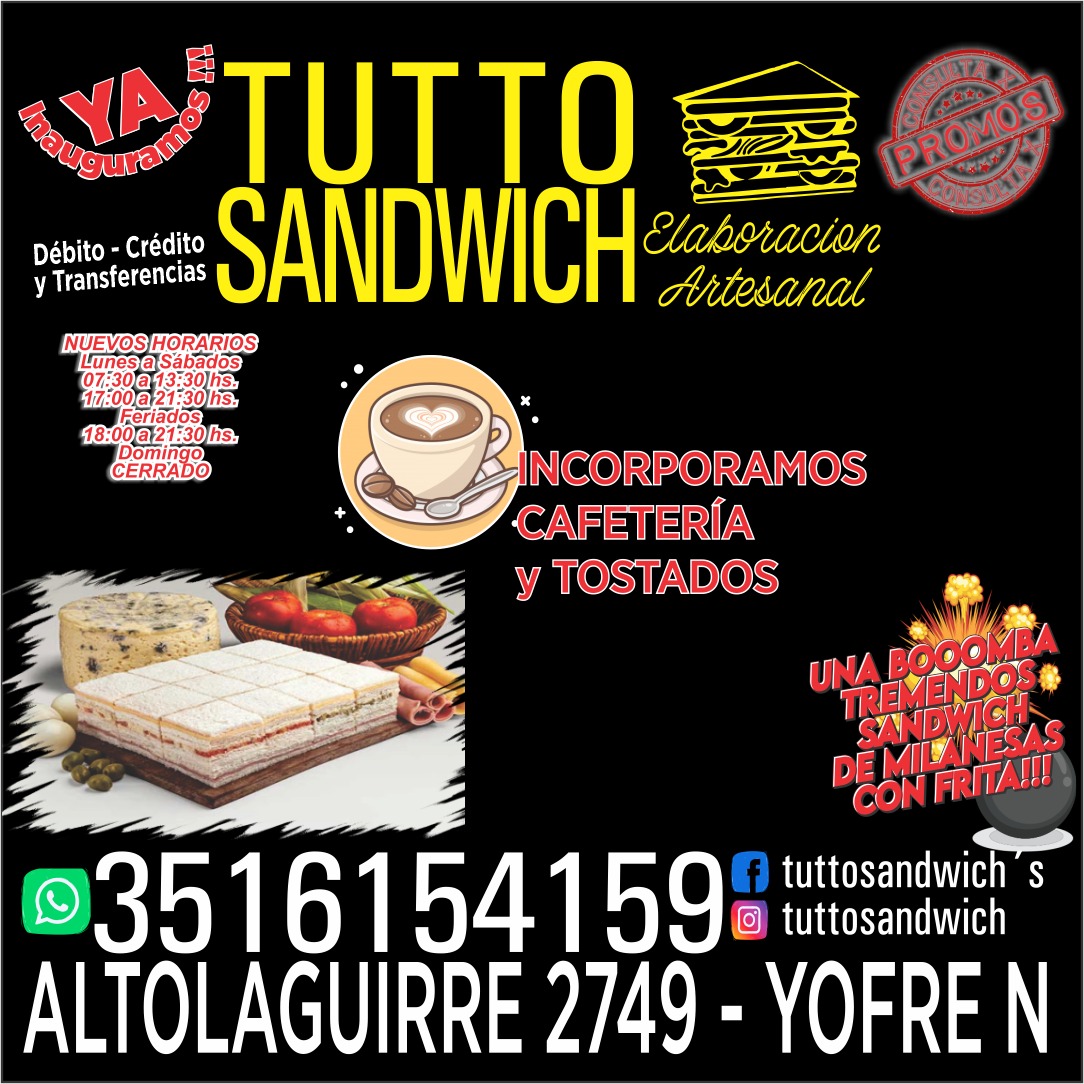 YA
Inauguramos !!!
TUTTO
SANDWICH
Elaboracion
Artesanal
CONSULTA X
PROMOS
CONSULTA X
Débito - Crédito
y Transferencias
NUEVOS HORARIOS
Lunes a Sábados
07:30 a 13:30 hs.
17:00 a 21:30 hs.
Feriados
18:00 a 21:30 hs.
Domingo
CERRADO
INCORPORAMOS
CAFETERÍA
y TOSTADOS
UNA BOOOMBA
TREMENDOS
SANDWICH
DE MILANESAS
CON FRITA!!!
3516154159
tuttosandwich´s
tuttosandwich
ALTOLAGUIRRE 2749 - YOFRE N